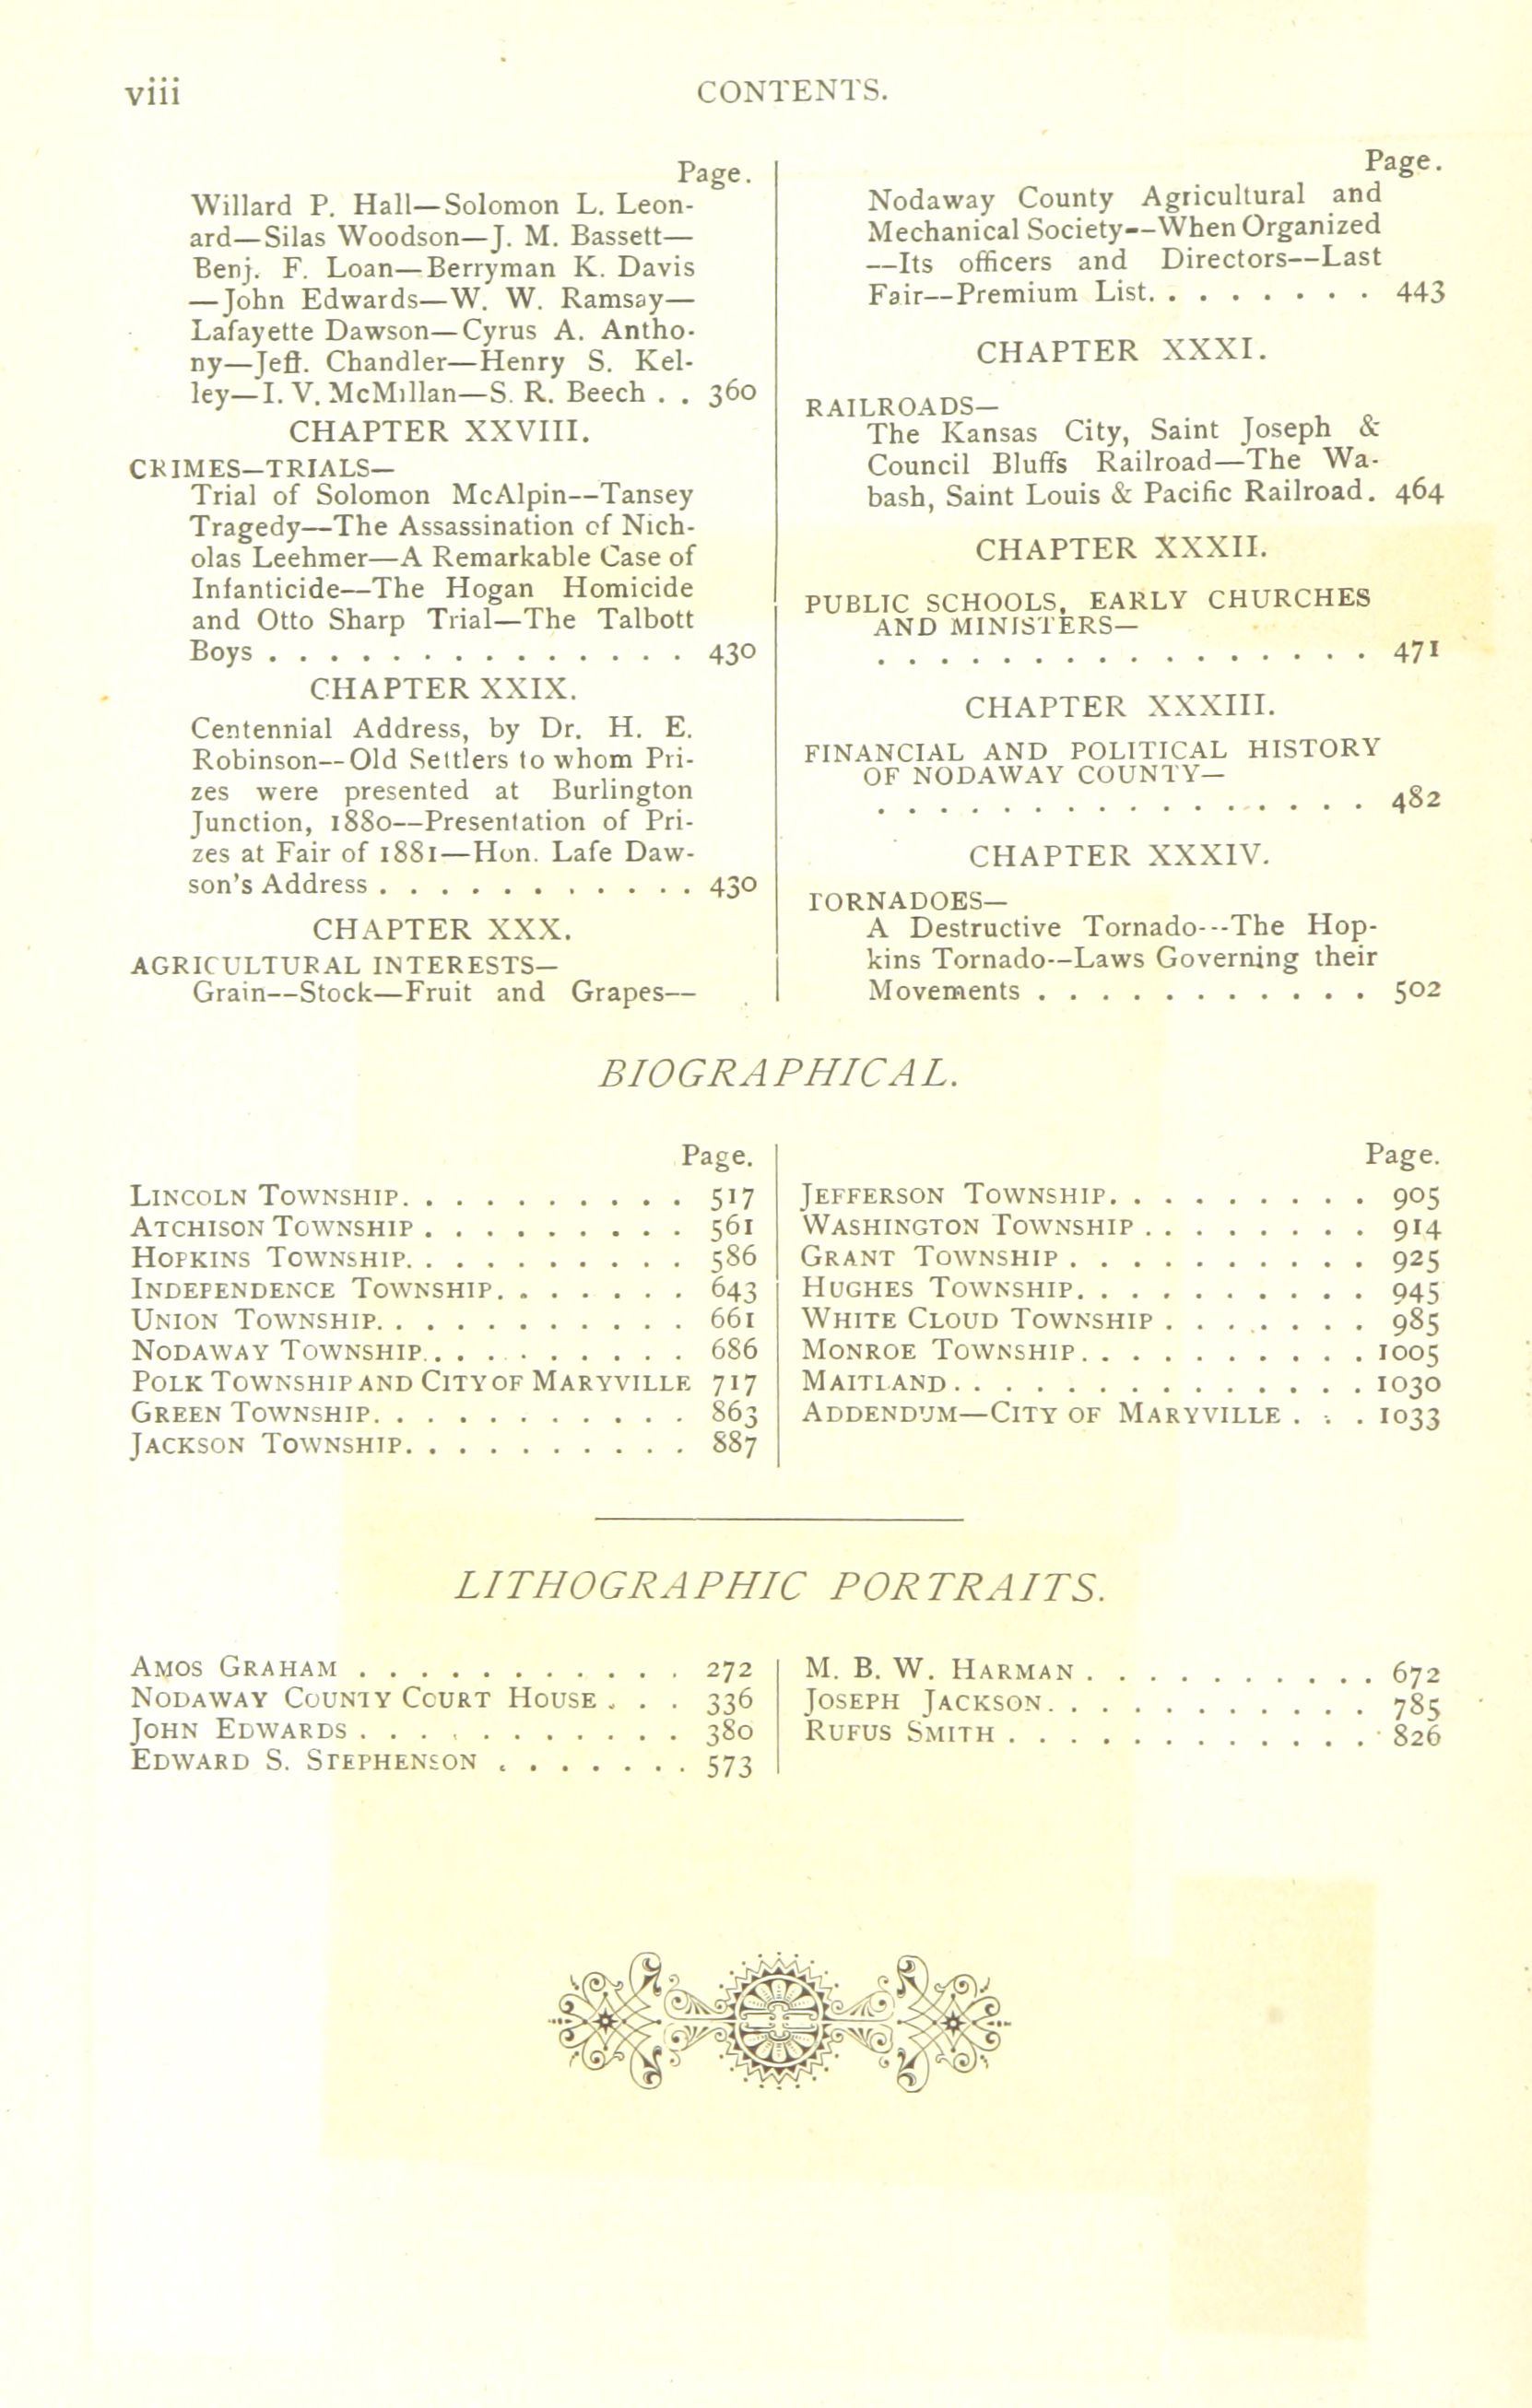 viii
CONTENTS.
Page.
Willard P. Hall—Solomon L. Leon-
ard—Silas Woodson—J. M. Bassett—
Benj. F. Loan—Berryman K. Davis
—John Edwards—W. W. Ramsay—
Lafayette Dawson—Cyrus A. Antho-
ny—Jeff. Chandler—Henry S. Kel-
ley—I. V. McMillan—S. R. Beech . . 360
CHAPTER XXVIII.
CRIMES—TRIALS—
Trial of Solomon McAlpin--Tansey
Tragedy—The Assassination of Nich-
olas Leehmer—A Remarkable Case of
Infanticide—The Hogan Homicide
and Otto Sharp Trial—The Talbott
Boys . . . . . . . . . . . . . . 430
CHAPTER XXIX.
Centennial Address, by Dr. H. E.
Robinson--Old Settlers to whom Pri-
zes were presented at Burlington
Junction, 1880--Presentation of Pri-
zes at Fair of 1881—Hon. Lafe Daw-
son's Address . . . . . . . . . . . 430
CHAPTER XXX.
AGRICULTURAL INTERESTS—
Grain--Stock—Fruit and Grapes--
Page.
Nodaway County Agricultural and
Mechanical Society--When Organized
--Its officers and Directors--Last
Fair--Premium List. . . . . . . . 443
CHAPTER XXXI.
RAILROADS—
The Kansas City, Saint Joseph &
Council Bluffs Railroad—The Wa-
bash, Saint Louis & Pacific Railroad. 464
CHAPTER XXXII.
PUBLIC SCHOOLS, EARLY CHURCHES
AND MINISTERS—
. . . . . . . . . . . . . . . . 471
CHAPTER XXXIII.
FINANCIAL AND POLITICAL HISTORY
OF NODAWAY COUNTY—
. . . . . . . . . . . . . . . . 482
CHAPTER XXXIV.
TORNADOES—
A Destructive Tornado---The Hop-
kins Tornado--Laws Governing their
Movements . . . . . . . . . . . 502
BIOGRAPHICAL.
Page.
LINCOLN TOWNSHIP. . . . . . . . . . 517
ATCHISON TOWNSHIP . . . . . . . . . 561
HOPKINS TOWNSHIP. . . . . . . . . . 586
INDEPENDENCE TOWNSHIP. . . . . . . 643
UNION TOWNSHIP. . . . . . . . . . . 661
NODAWAY TOWNSHIP. . . . . . . . . . 686
POLK TOWNSHIP AND CITY OF MARYVILLE 717
GREEN TOWNSHIP. . . . . . . . . . . 863
JACKSON TOWNSHIP. . . . . . . . . . 887
Page.
JEFFERSON TOWNSHIP. . . . . . . . . 905
WASHINGTON TOWNSHIP . . . . . . . . 914
GRANT TOWNSHIP . . . . . . . . . . 925
HUGHES TOWNSHIP. . . . . . . . . . 945
WHITE CLOUD TOWNSHIP . . . . . . . 985
MONROE TOWNSHIP. . . . . . . . . . 1005
MAITLAND. . . . . . . . . . . . . . 1030
ADDENDUM—CITY OF MARYVILLE . . . 1033
LITHOGRAPHIC PORTRAITS.
AMOS GRAHAM . . . . . . . . . . . 272
NODAWAY COUNTY COURT HOUSE . . . 336
JOHN EDWARDS . . . . . . . . . . . 380
EDWARD S. STEPHENSON . . . . . . . 573
M. B. W. HARMAN . . . . . . . . . . 672
JOSEPH JACKSON. . . . . . . . . . . 785
RUFUS SMITH . . . . . . . . . . . . 826